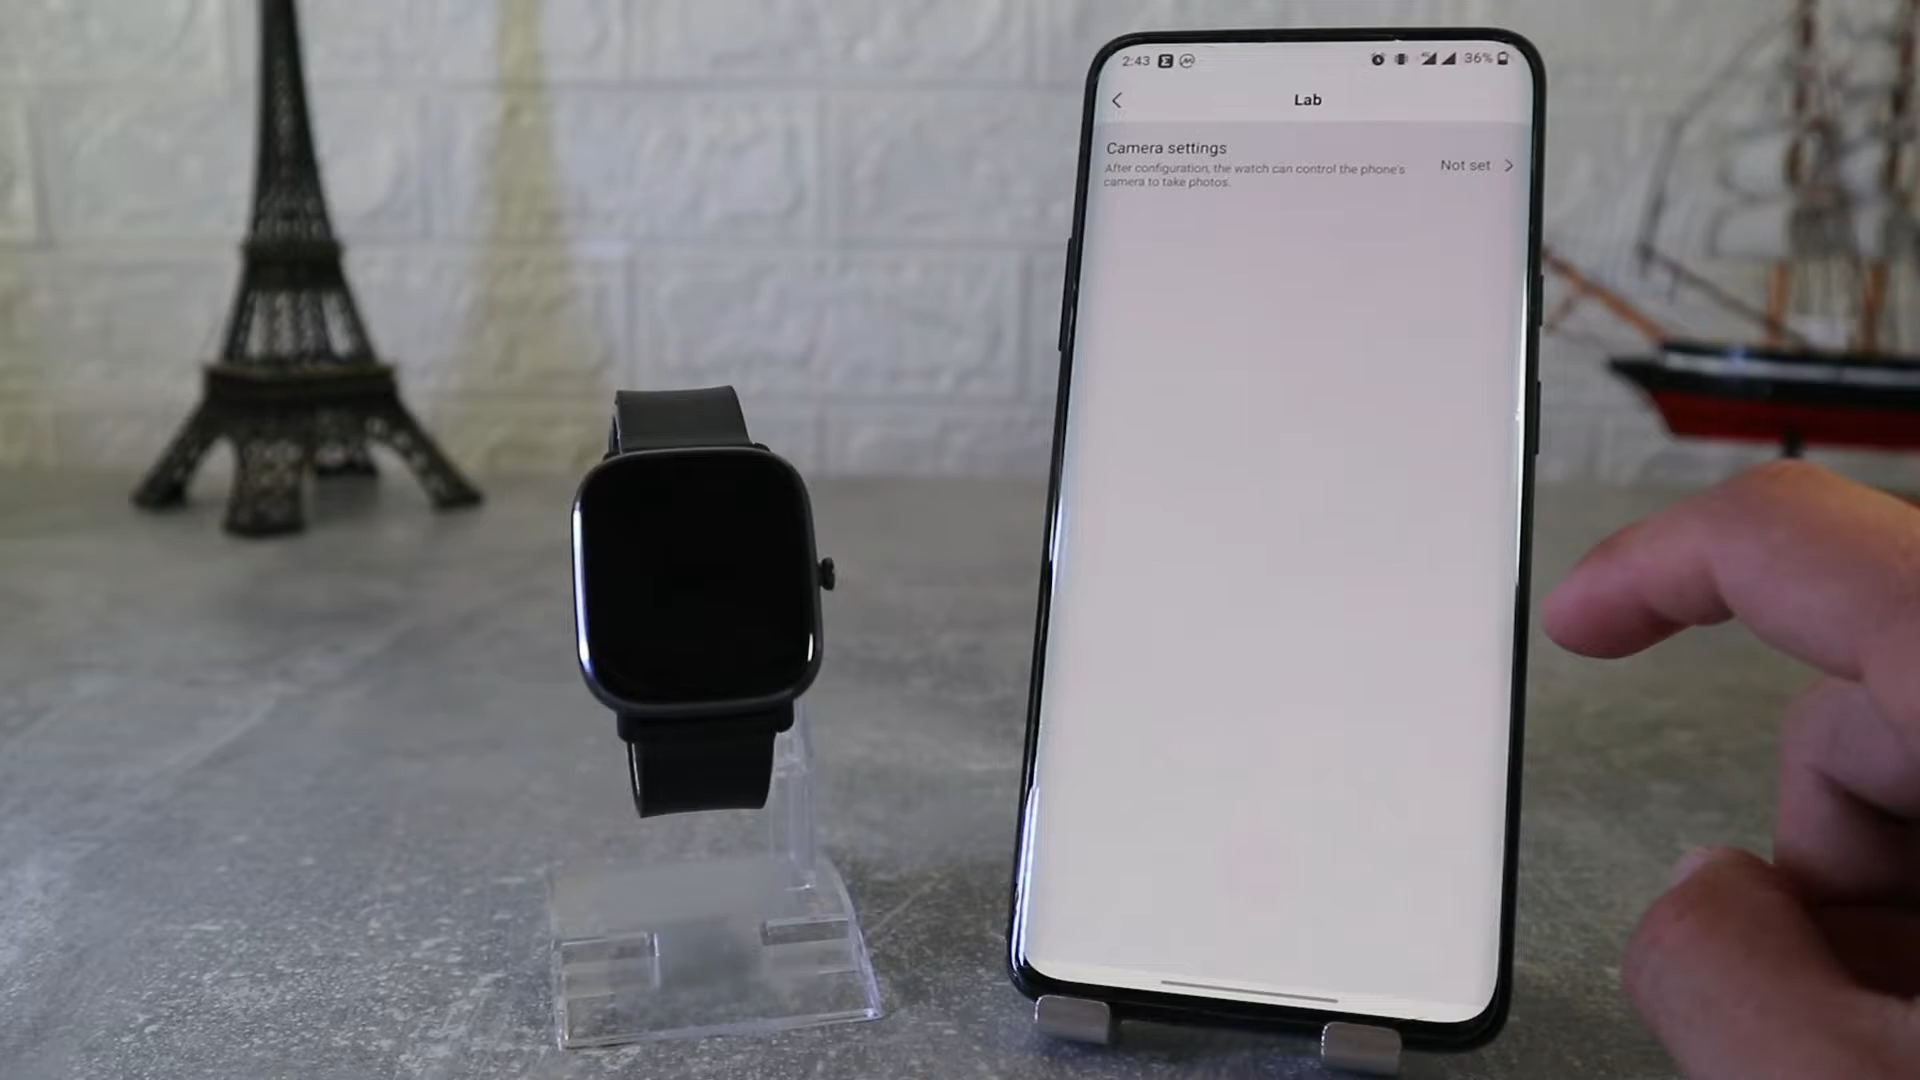 2:43
36%
Lab
Camera settings
After configuration, the watch can control the phone's
camera to take photos.
Not set